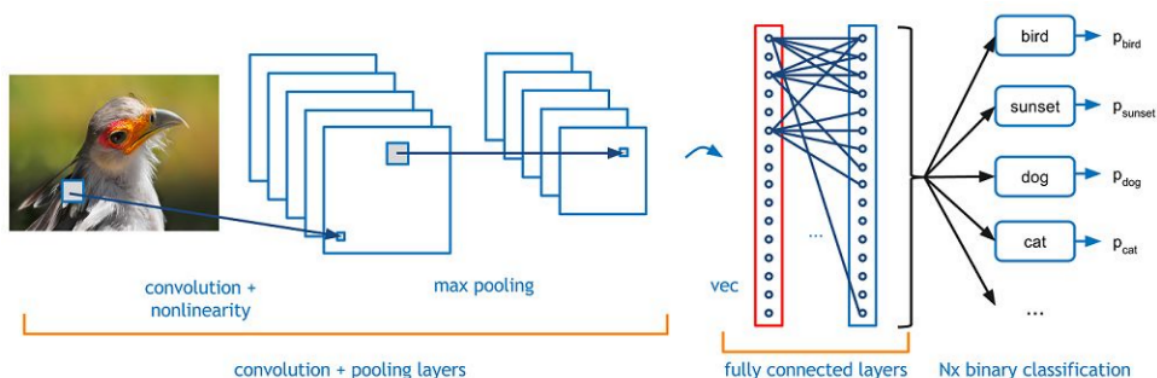 bird
p_bird
sunset
p_sunset
dog
p_dog
cat
p_cat
...
...
convolution +
nonlinearity
max pooling
vec
convolution + pooling layers
fully connected layers
Nx binary classification